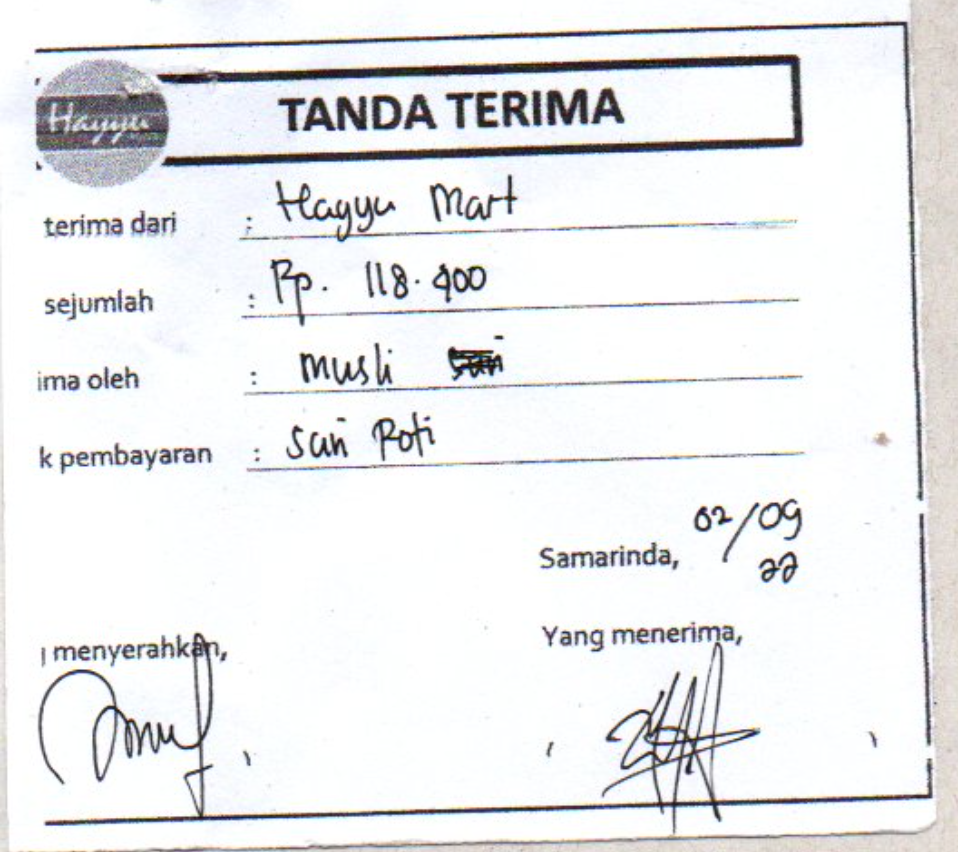 Hayyu
TANDA TERIMA
terima dari : Hayyu Mart
sejumlah : Rp. 118.400
ima oleh : Musli
k pembayaran : Sari Roti
Samarinda, 02/09
22
menyerahkan,
Yang menerima,